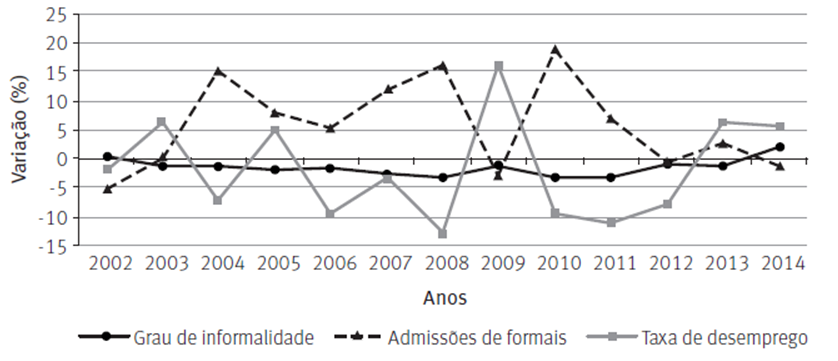 25
20
15
10
5
0
-5
-10
-15
Variação (%)
2002 2003 2004 2005 2006 2007 2008 2009 2010 2011 2012 2013 2014
Anos
Grau de informalidade Admissões de formais Taxa de desemprego